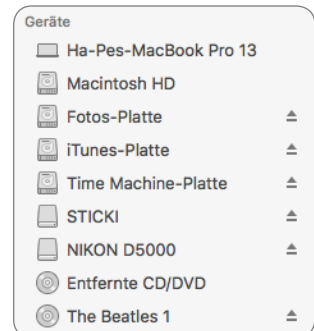 Geräte
Ha-Pes-MacBook Pro 13
Macintosh HD
Fotos-Platte
iTunes-Platte
Time Machine-Platte
STICKI
NIKON D5000
Entfernte CD/DVD
The Beatles 1